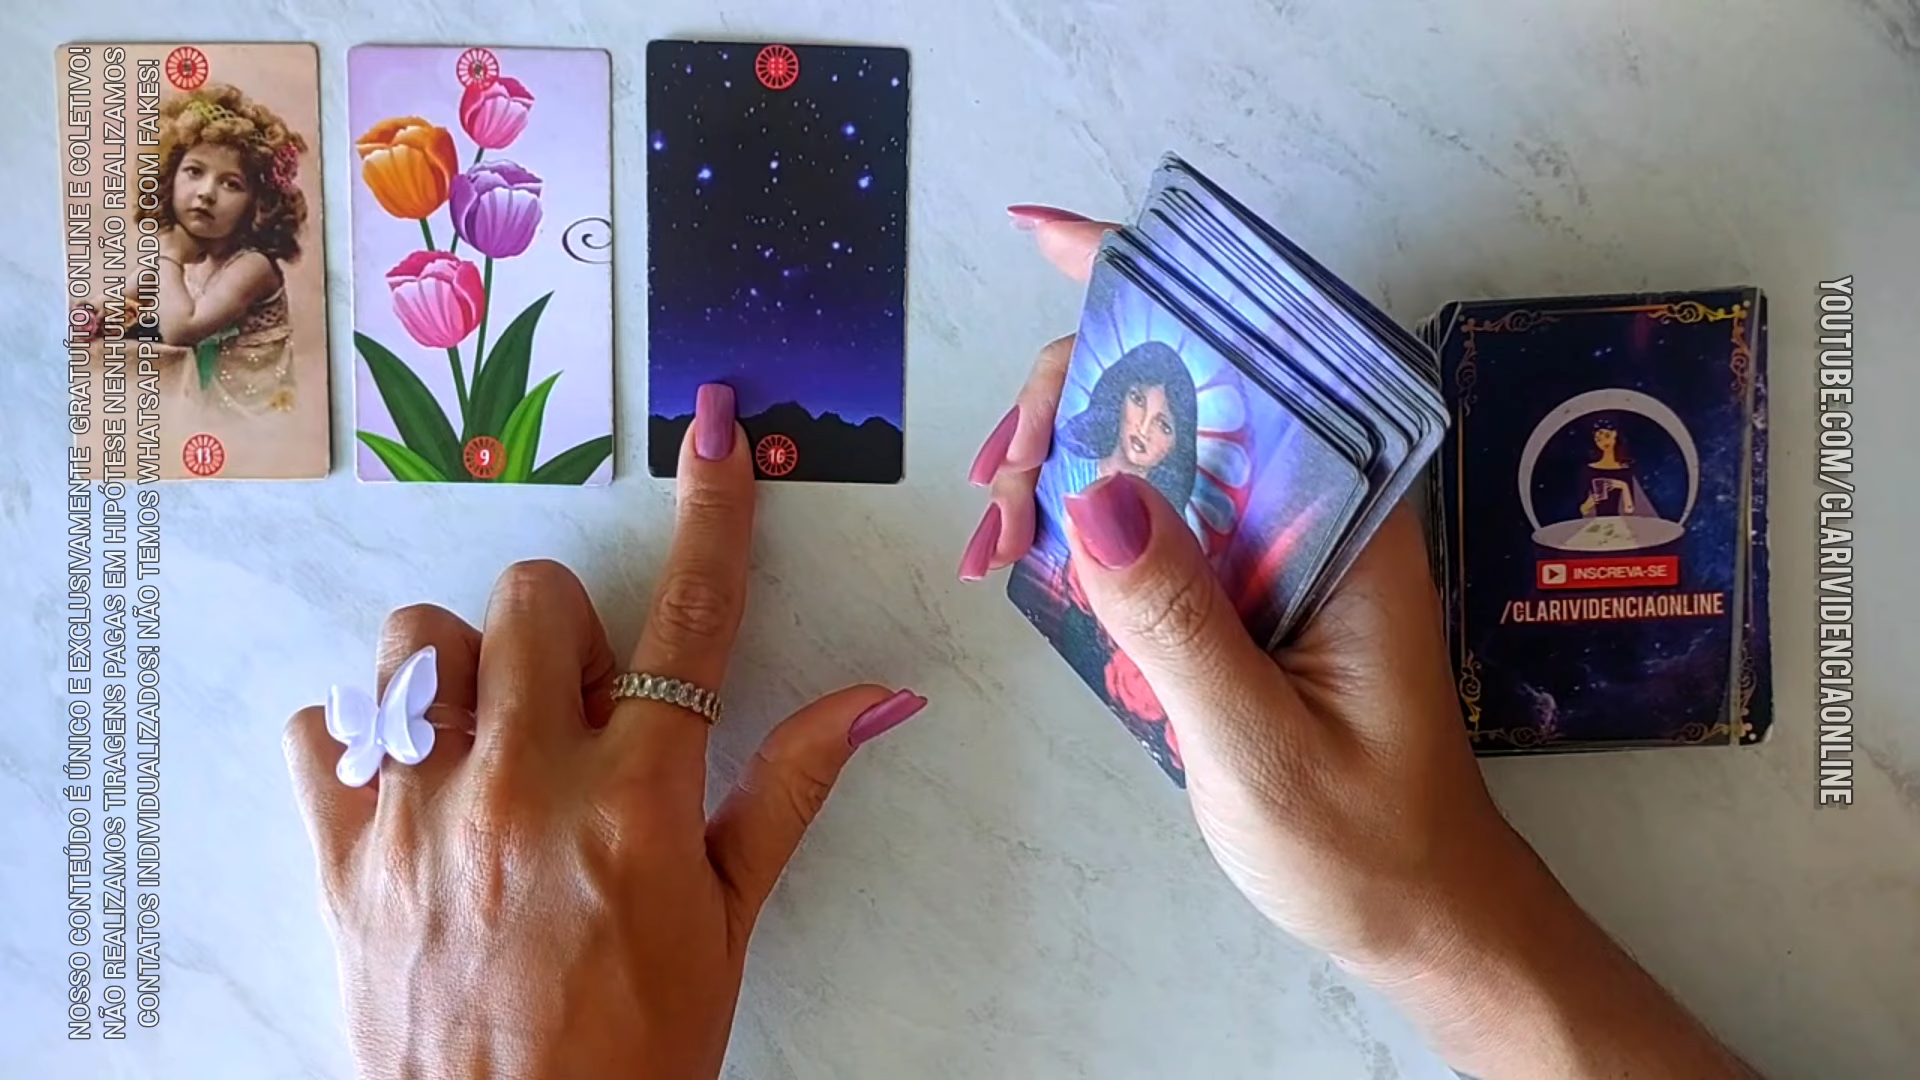 NOSSO CONTEÚDO É ÚNICO E EXCLUSIVAMENTE GRATUÍTO, ONLINE E COLETIVO!
NÃO REALIZAMOS TIRAGENS PAGAS EM HIPÓTESE NENHUMA! NÃO REALIZAMOS
CONTATOS INDIVIDUALIZADOS! NÃO TEMOS WHATSAPP! CUIDADO COM FAKES!
13
9
16
INSCREVA-SE
/CLARIVIDENCIAONLINE
YOUTUBE.COM/CLARIVIDENCIAONLINE